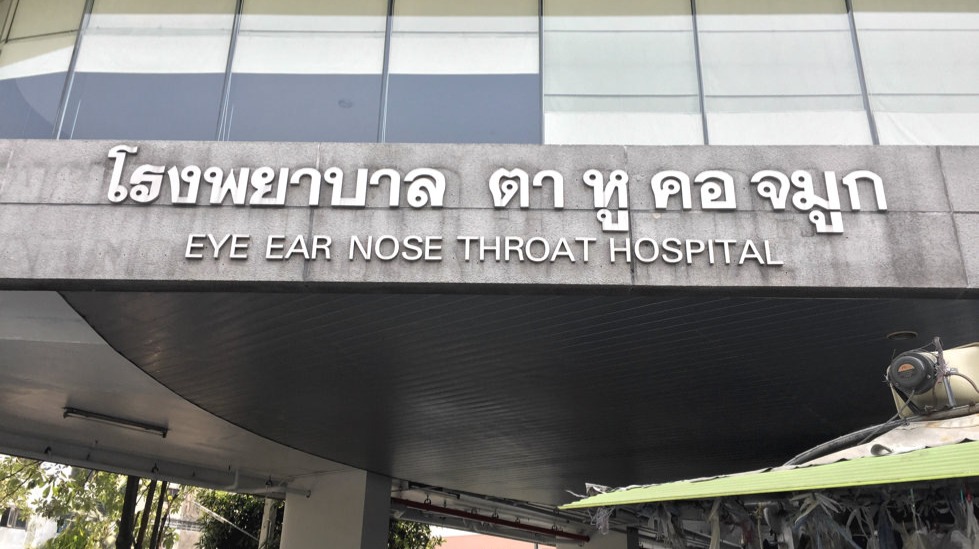 โรงพยาบาล ตา หู คอ จมูก
EYE EAR NOSE THROAT HOSPITAL